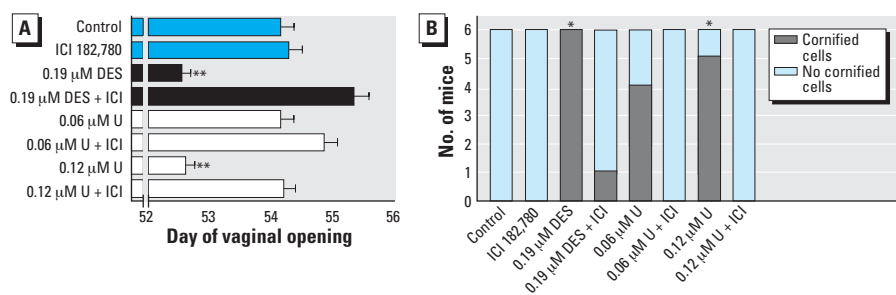 A
Control
ICI 182,780
0.19 µM DES
**
0.19 µM DES + ICI
0.06 µM U
0.06 µM U + ICI
0.12 µM U
**
0.12 µM U + ICI
52 53 54 55 56
Day of vaginal opening
B
No. of mice
6
5
4
3
2
1
0
* *
Cornified
cells
No cornified
cells
Control
ICI 182,780
0.19 µM DES
0.19 µM DES + ICI
0.06 µM U
0.06 µM U + ICI
0.12 µM U
0.12 µM U + ICI